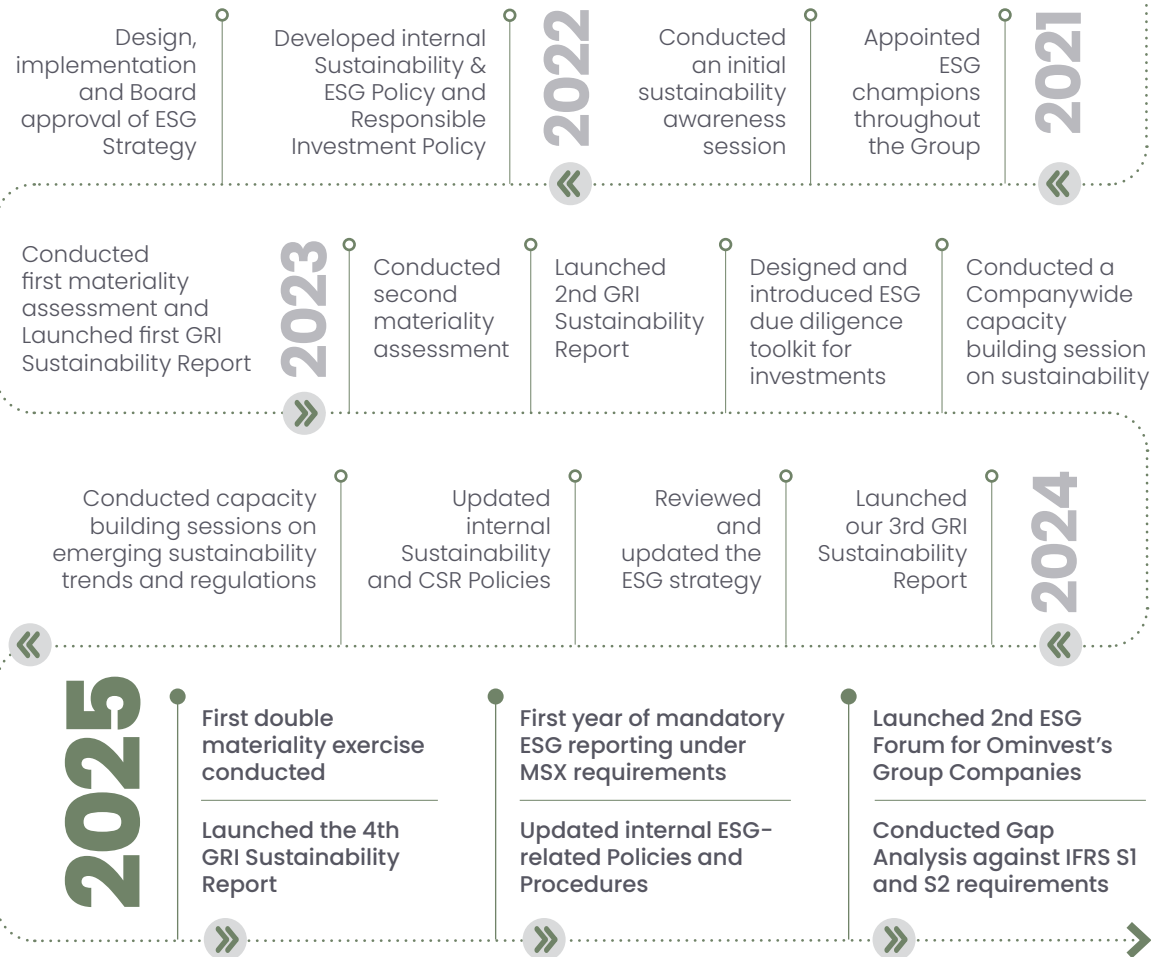 2021
Appointed
ESG
champions
throughout
the Group
Conducted
an initial
sustainability
awareness
session
2022
Developed internal
Sustainability &
ESG Policy and
Responsible
Investment Policy
Design,
implementation
and Board
approval of ESG
Strategy
Conducted
first materiality
assessment and
Launched first GRI
Sustainability Report
2023
Conducted
second
materiality
assessment
Launched
2nd GRI
Sustainability
Report
Designed and
introduced ESG
due diligence
toolkit for
investments
Conducted a
Companywide
capacity
building session
on sustainability
2024
Launched
our 3rd GRI
Sustainability
Report
Reviewed
and
updated the
ESG strategy
Updated
internal
Sustainability
and CSR Policies
Conducted capacity
building sessions on
emerging sustainability
trends and regulations
2025
First double
materiality exercise
conducted
Launched the 4th
GRI Sustainability
Report
First year of mandatory
ESG reporting under
MSX requirements
Updated internal ESG-
related Policies and
Procedures
Launched 2nd ESG
Forum for Ominvest’s
Group Companies
Conducted Gap
Analysis against IFRS S1
and S2 requirements